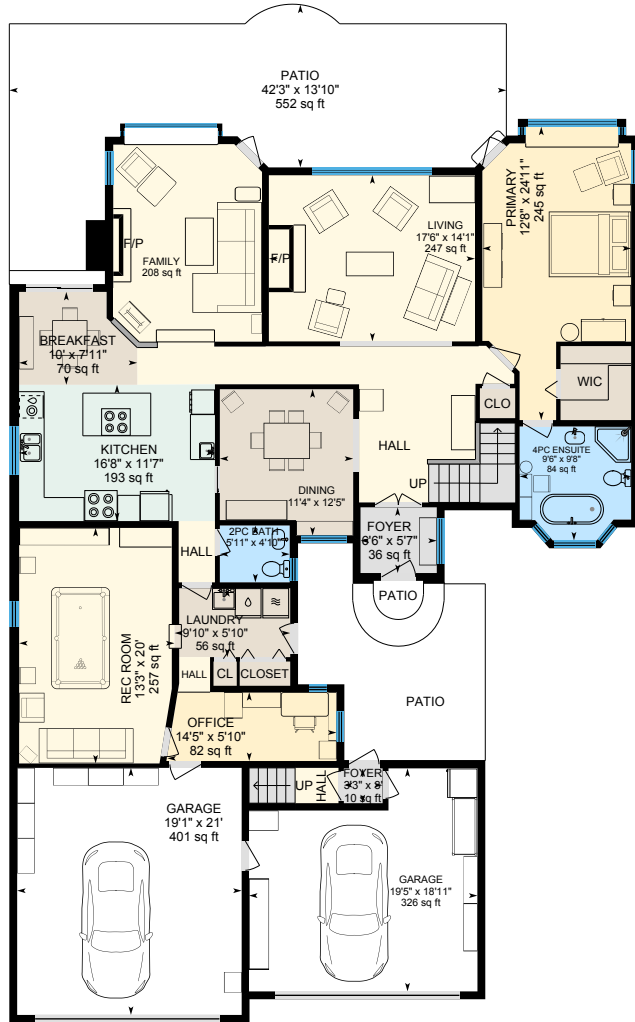 PATIO
42'3" x 13'10"
552 sq ft
PRIMARY
12'8" x 24'11"
245 sq ft
LIVING
17'6" x 14'1"
247 sq ft
F/P
F/P
FAMILY
208 sq ft
BREAKFAST
10' x 7'11"
70 sq ft
WIC
CLO
KITCHEN
16'8" x 11'7"
193 sq ft
HALL
4PC ENSUITE
9'6" x 9'8"
84 sq ft
UP
DINING
11'4" x 12'5"
FOYER
6'6" x 5'7"
36 sq ft
2PC BATH
5'11" x 4'10"
HALL
PATIO
LAUNDRY
9'10" x 5'10"
56 sq ft
REC ROOM
13'3" x 20'
257 sq ft
HALL
CL
CLOSET
PATIO
OFFICE
14'5" x 5'10"
82 sq ft
UP
HALL
FOYER
3'3" x 3'
10 sq ft
GARAGE
19'1" x 21'
401 sq ft
GARAGE
19'5" x 18'11"
326 sq ft